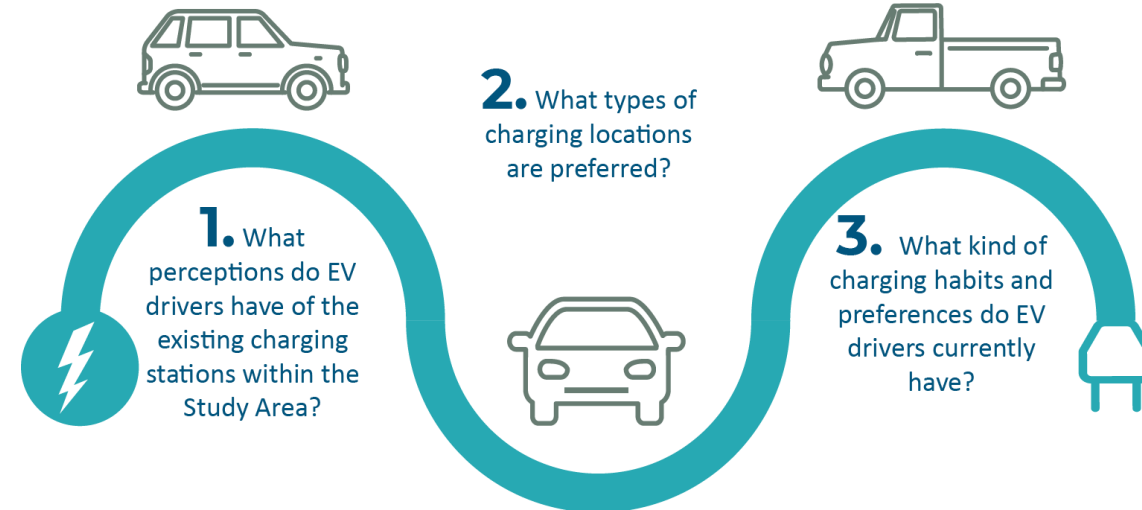 1. What
perceptions do EV
drivers have of the
existing charging
stations within the
Study Area?
2. What types of
charging locations
are preferred?
3. What kind of
charging habits and
preferences do EV
drivers currently
have?